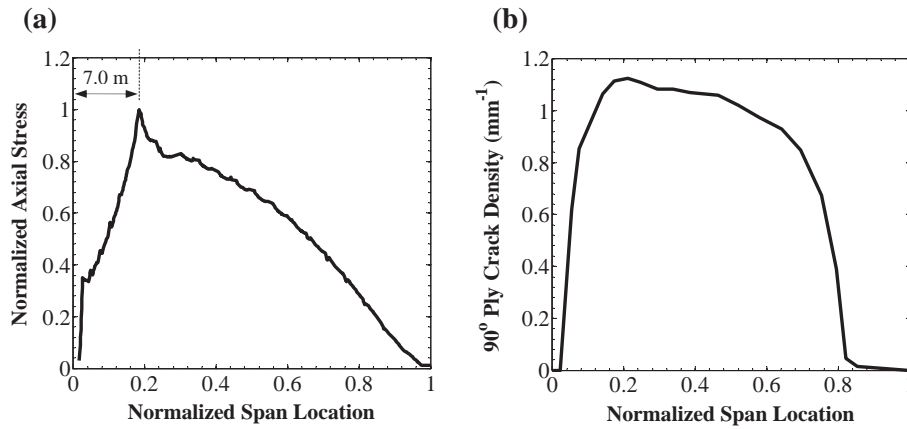 (a)
1.2
1
0.8
0.6
0.4
0.2
0
7.0 m
Normalized Axial Stress
0 0.2 0.4 0.6 0.8 1
Normalized Span Location
(b)
1.2
1
0.8
0.6
0.4
0.2
0
90° Ply Crack Density (mm⁻¹)
0 0.2 0.4 0.6 0.8 1
Normalized Span Location